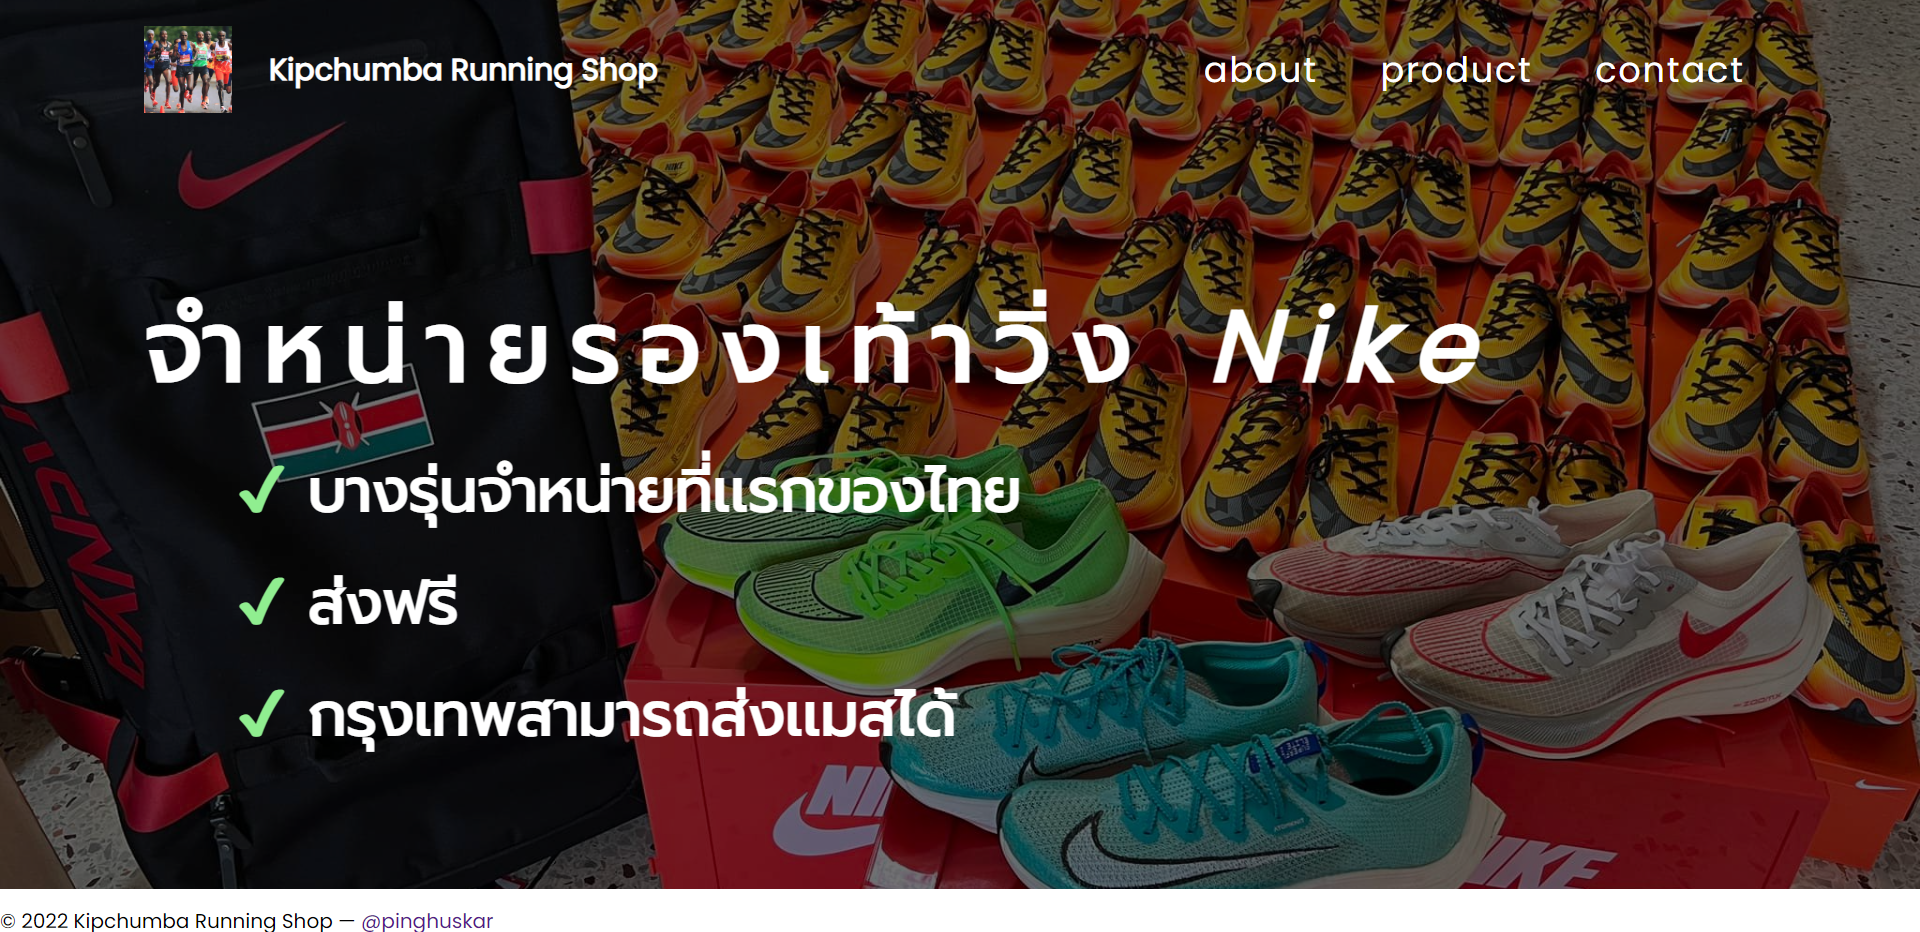 Kipchumba Running Shop
about product contact
จำหน่ายรองเท้าวิ่ง Nike
✔ บางรุ่นจำหน่ายที่แรกของไทย
✔ ส่งฟรี
✔ กรุงเทพสามารถส่งแมสได้
NIKE
© 2022 Kipchumba Running Shop — @pinghuskar